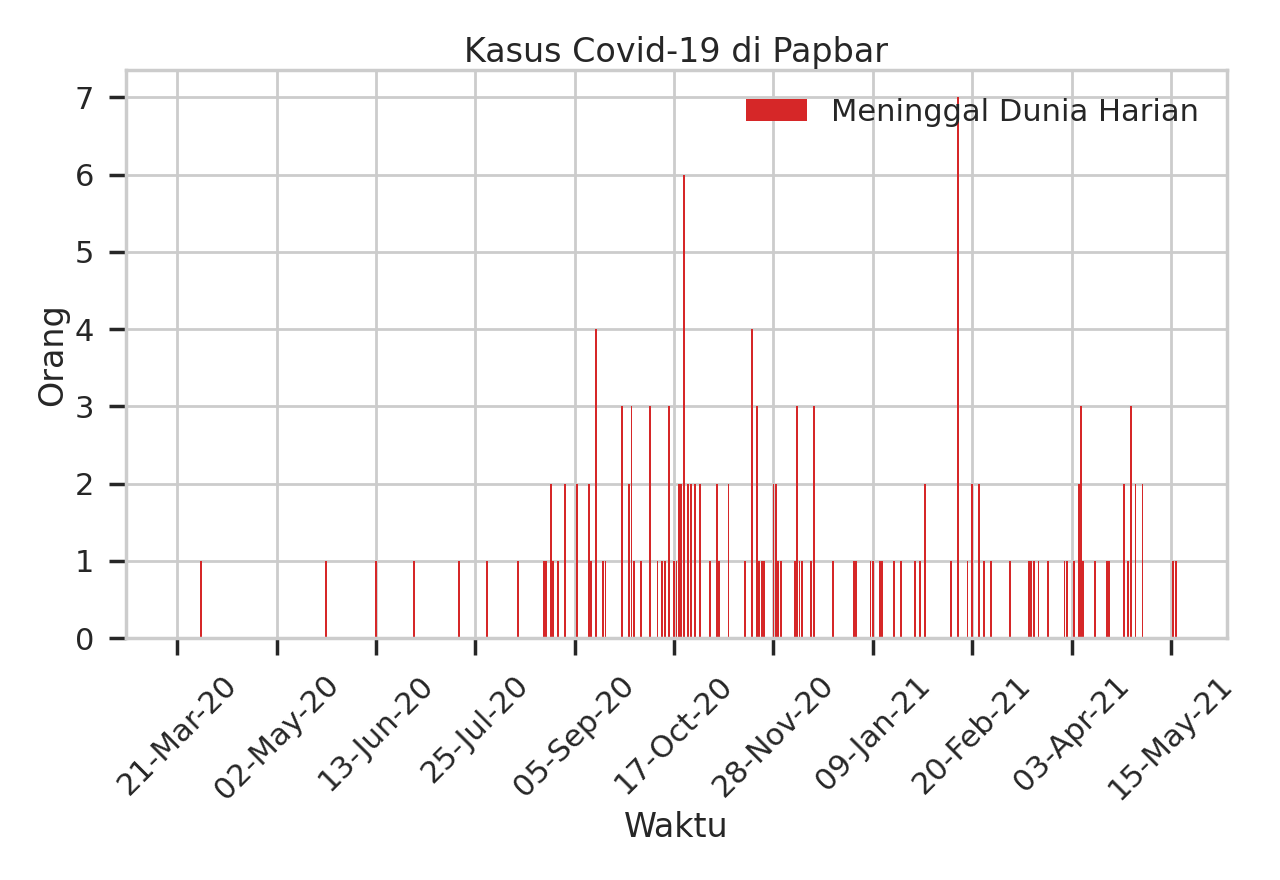 Kasus Covid-19 di Papbar
Meninggal Dunia Harian
Orang
7
6
5
4
3
2
1
0
21-Mar-20
02-May-20
13-Jun-20
25-Jul-20
05-Sep-20
17-Oct-20
28-Nov-20
09-Jan-21
20-Feb-21
03-Apr-21
15-May-21
Waktu